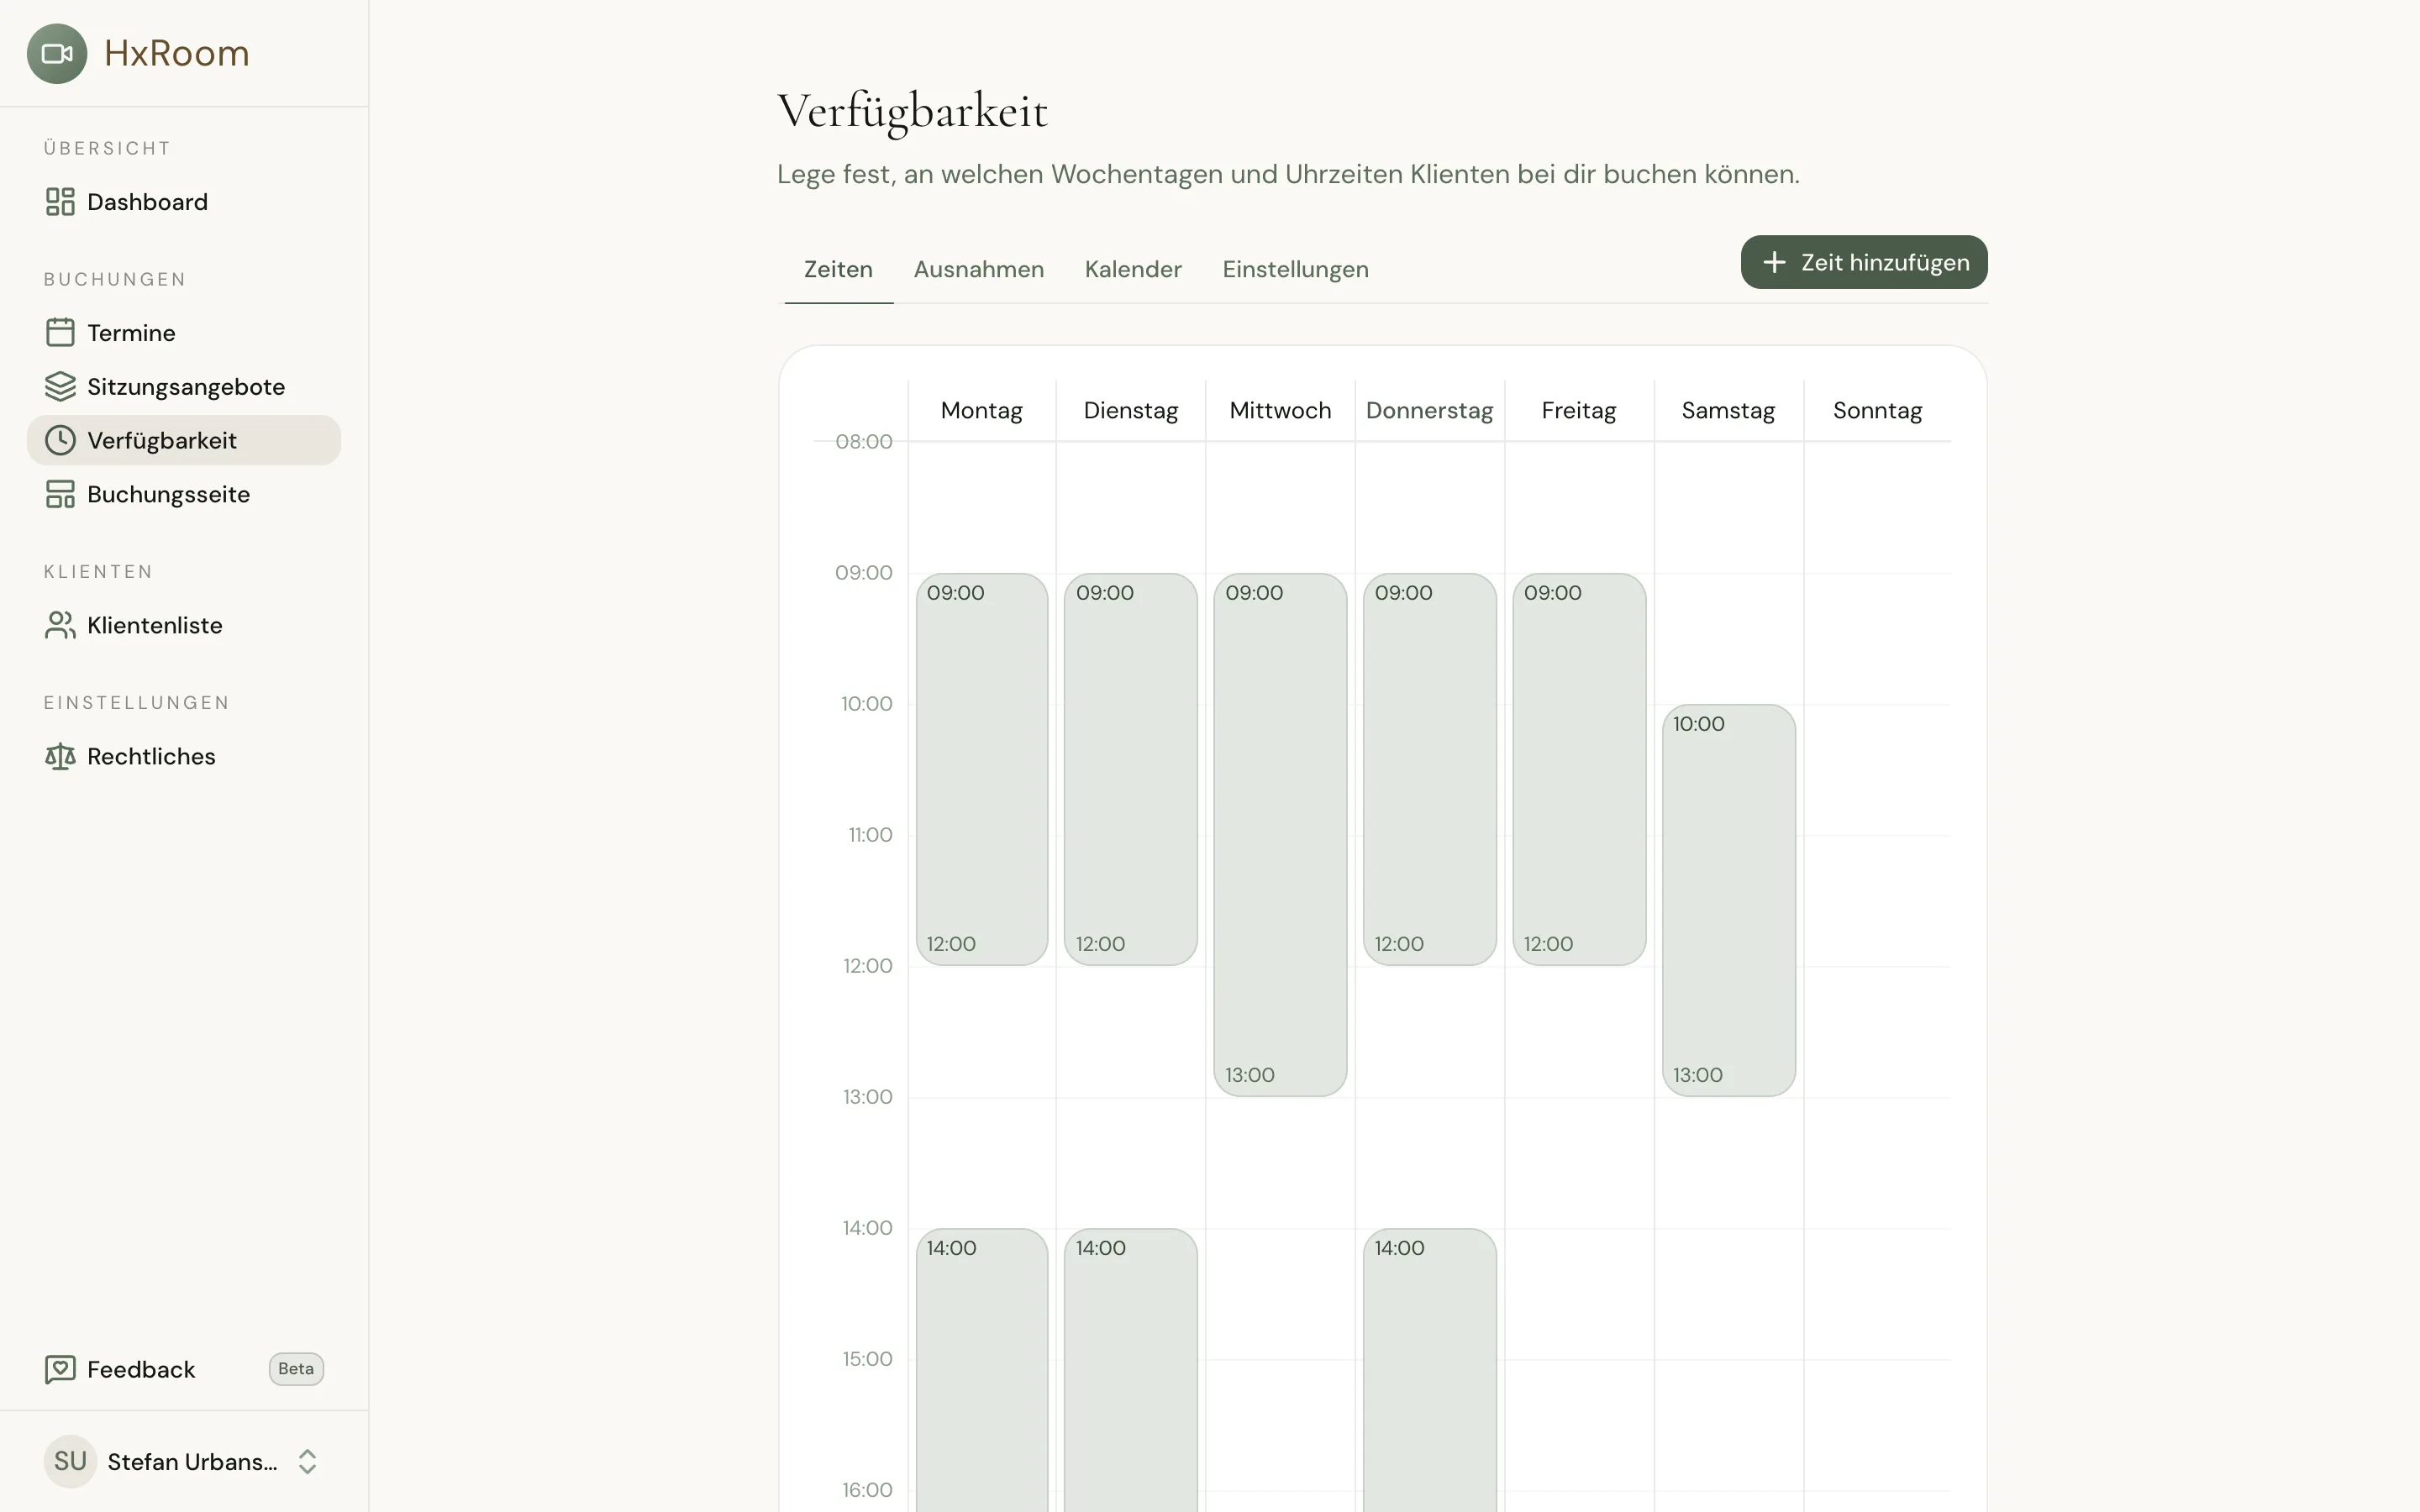 HxRoom
ÜBERSICHT
Dashboard
BUCHUNGEN
Termine
Sitzungsangebote
Verfügbarkeit
Buchungsseite
KLIENTEN
Klientenliste
EINSTELLUNGEN
Rechtliches
Feedback
Beta
SU
Stefan Urbans...
Verfügbarkeit
Lege fest, an welchen Wochentagen und Uhrzeiten Klienten bei dir buchen können.
Zeiten Ausnahmen Kalender Einstellungen
Zeit hinzufügen
Montag Dienstag Mittwoch Donnerstag Freitag Samstag Sonntag
08:00
09:00
09:00 09:00 09:00 09:00 09:00
10:00
10:00
11:00
12:00 12:00 12:00 12:00
12:00
13:00 13:00
13:00
14:00
14:00 14:00 14:00
15:00
16:00